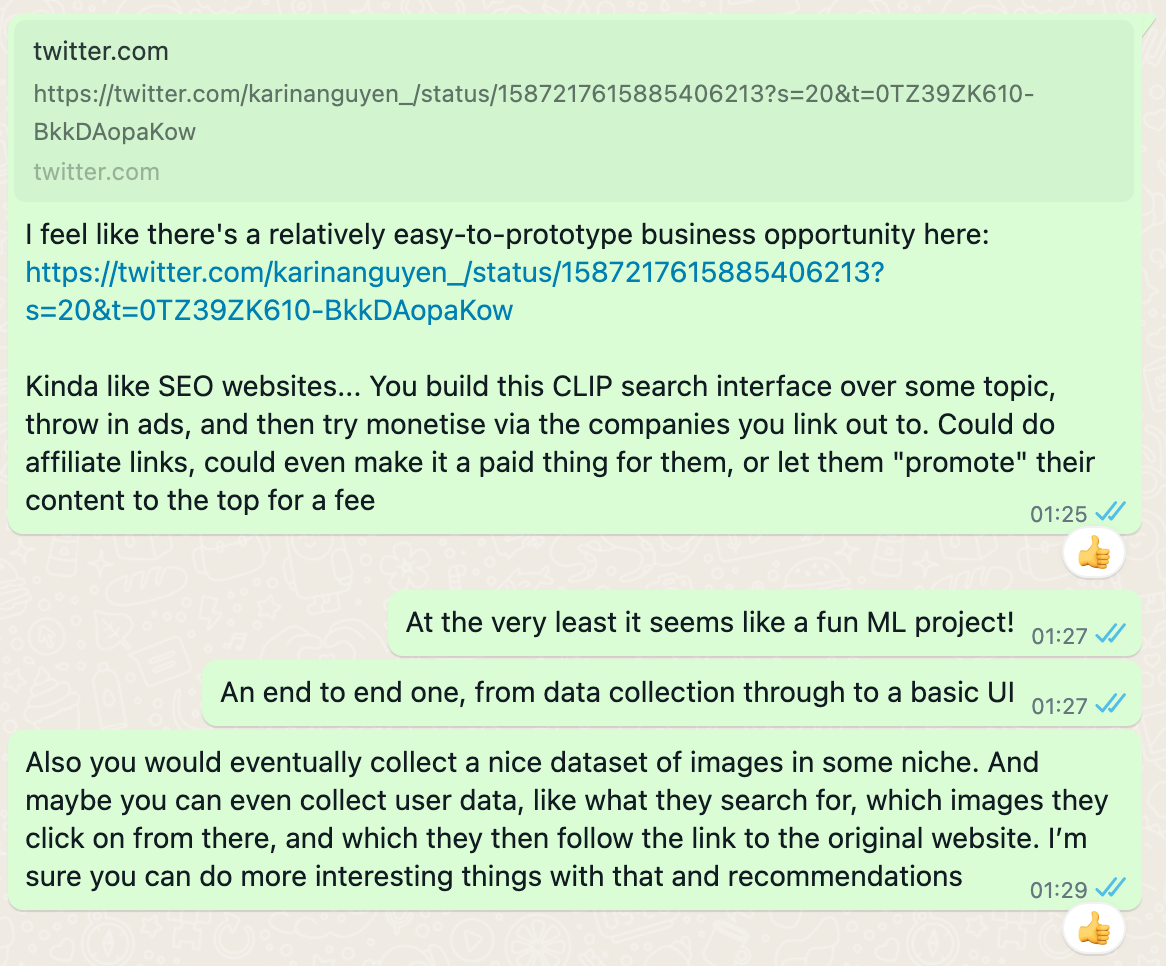 twitter.com
https://twitter.com/karinanguyen_/status/1587217615885406213?s=20&t=0TZ39ZK610-
BkkDAopaKow
twitter.com
I feel like there's a relatively easy-to-prototype business opportunity here:
https://twitter.com/karinanguyen_/status/1587217615885406213?
s=20&t=0TZ39ZK610-BkkDAopaKow
Kinda like SEO websites... You build this CLIP search interface over some topic,
throw in ads, and then try monetise via the companies you link out to. Could do
affiliate links, could even make it a paid thing for them, or let them "promote" their
content to the top for a fee
01:25
At the very least it seems like a fun ML project!
01:27
An end to end one, from data collection through to a basic UI
01:27
Also you would eventually collect a nice dataset of images in some niche. And
maybe you can even collect user data, like what they search for, which images they
click on from there, and which they then follow the link to the original website. I’m
sure you can do more interesting things with that and recommendations
01:29